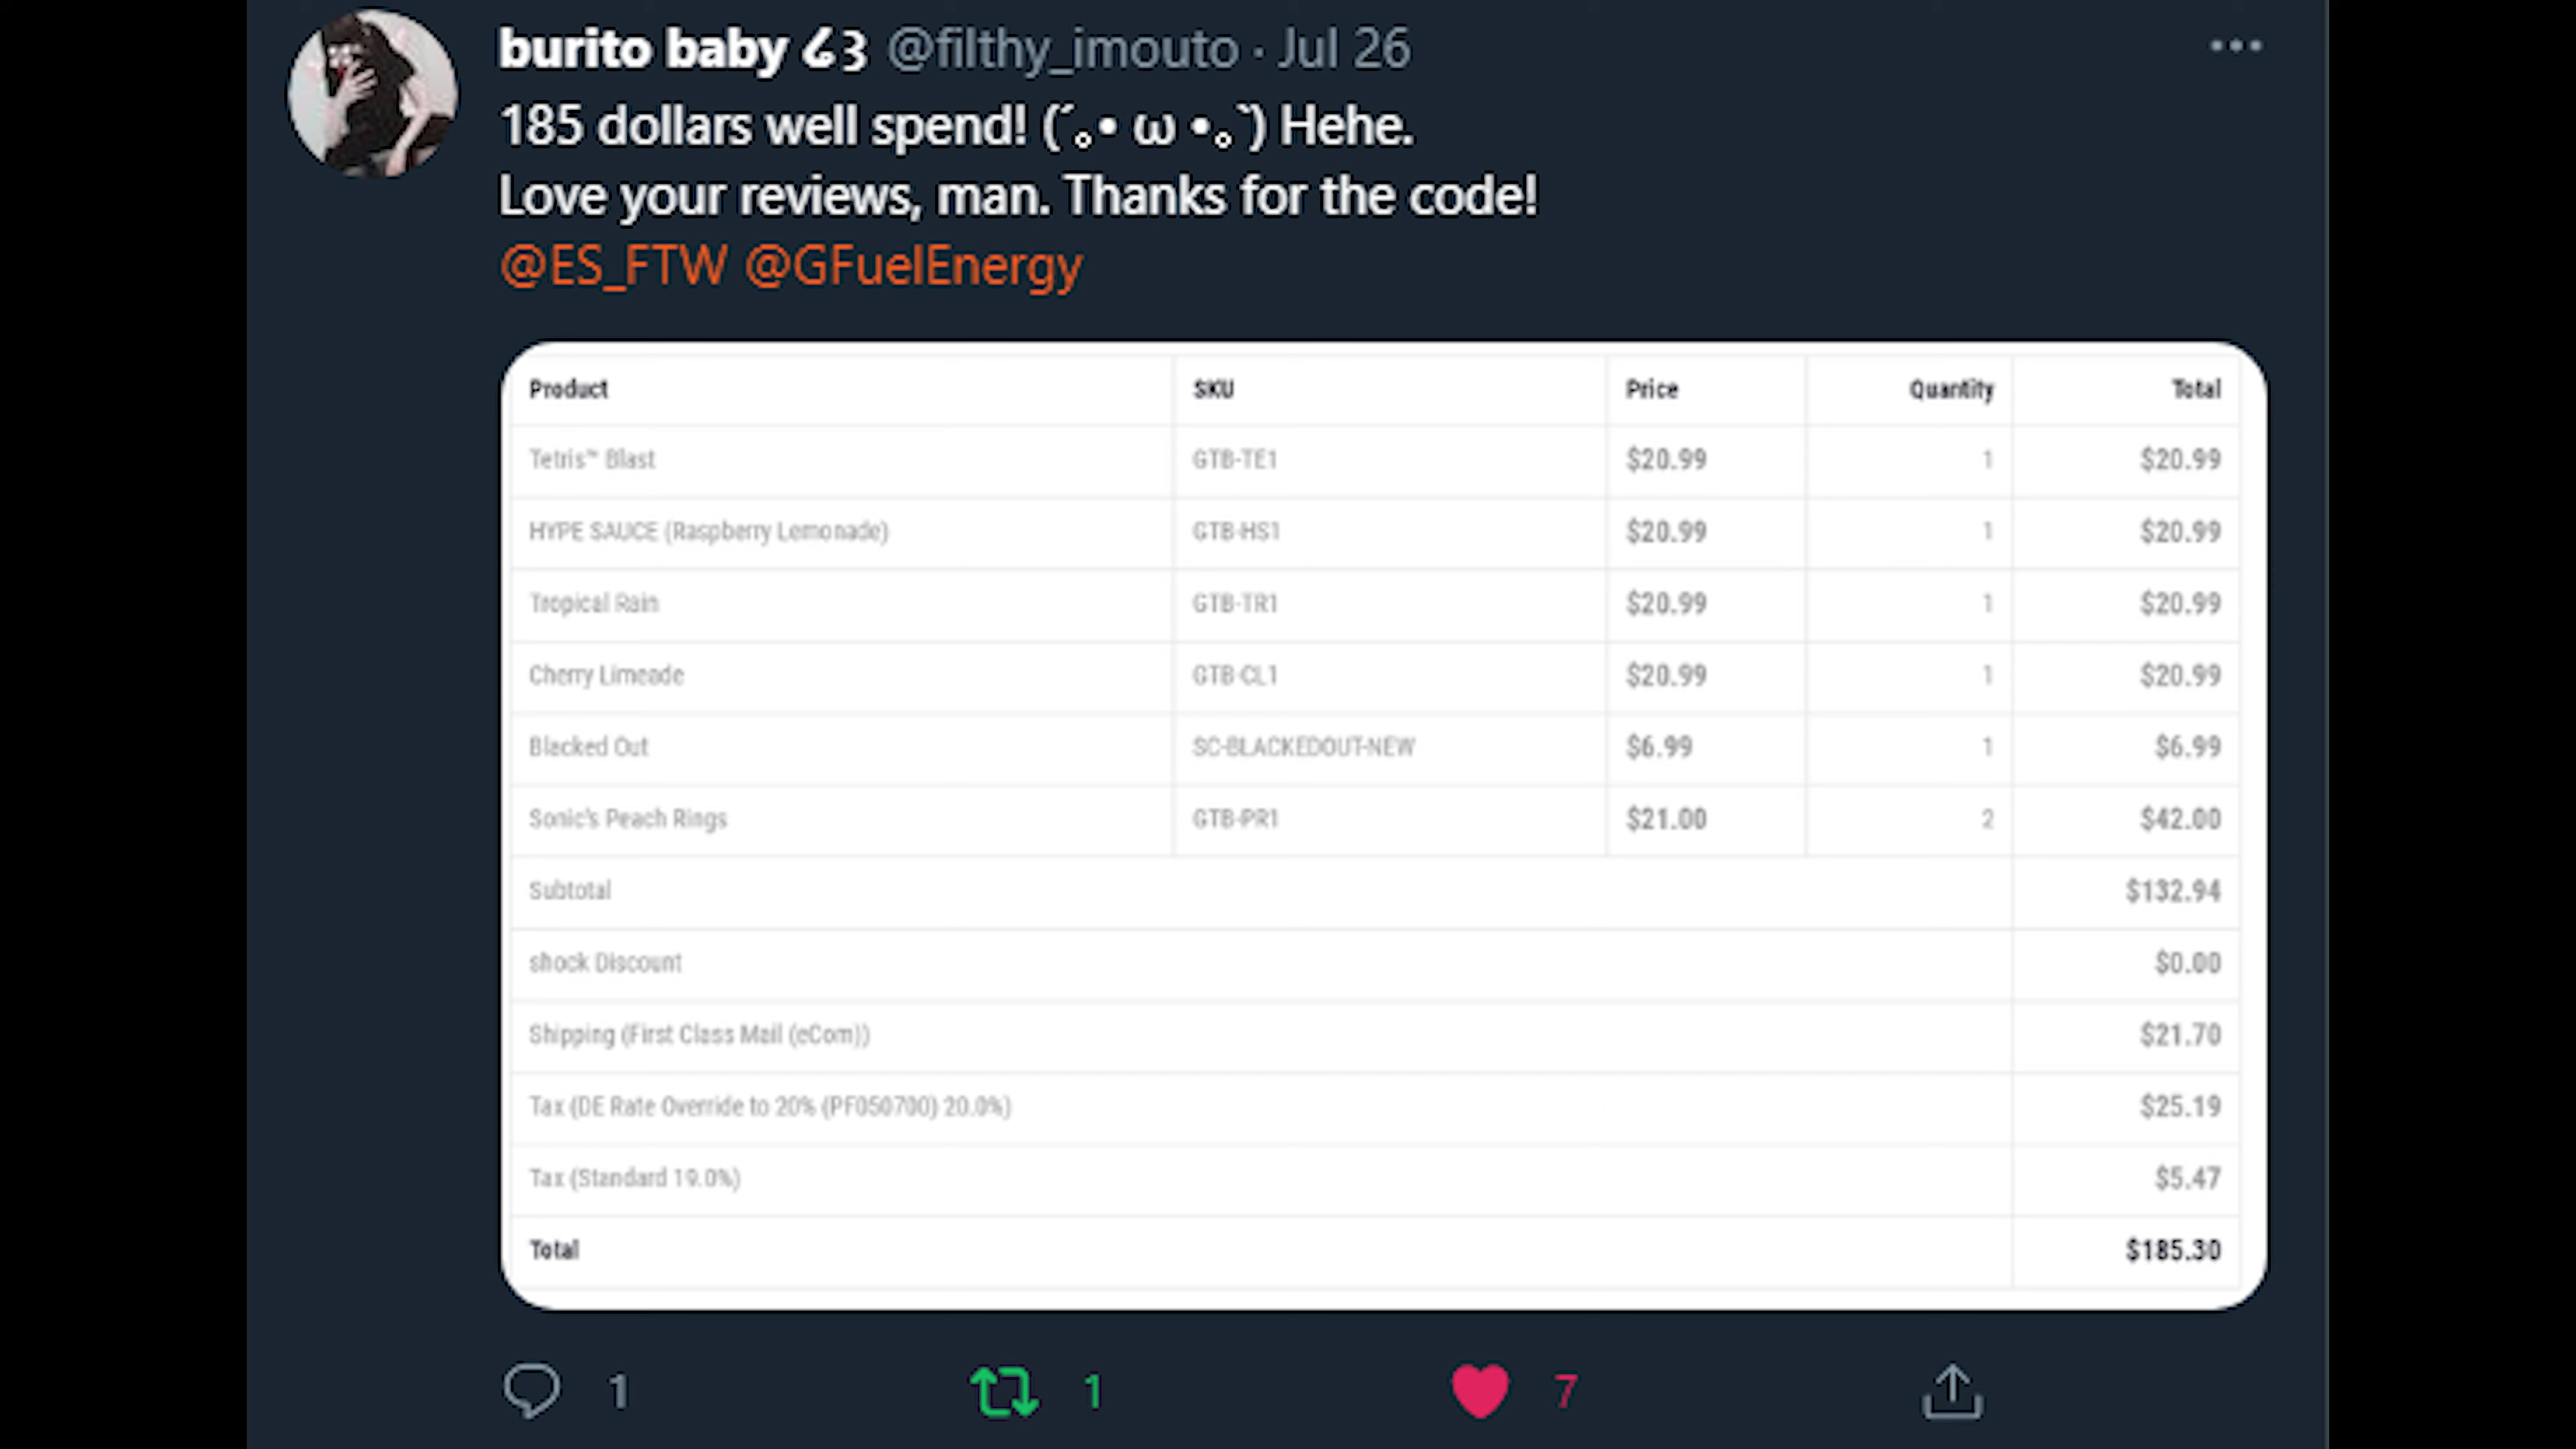 burito baby ໒꒱ @filthy_imouto · Jul 26
185 dollars well spend! (´｡• ω •｡`) Hehe.
Love your reviews, man. Thanks for the code!
@ES_FTW @GFuelEnergy
Product SKU Price Quantity Total
Tetris™ Blast GTB-TE1 $20.99 1 $20.99
HYPE SAUCE (Raspberry Lemonade) GTB-HS1 $20.99 1 $20.99
Tropical Rain GTB-TR1 $20.99 1 $20.99
Cherry Limeade GTB-CL1 $20.99 1 $20.99
Blacked Out SC-BLACKEDOUT-NEW $6.99 1 $6.99
Sonic's Peach Rings GTB-PR1 $21.00 2 $42.00
Subtotal $132.94
shock Discount $0.00
Shipping (First Class Mail (eCom)) $21.70
Tax (DE Rate Override to 20% (PF050700) 20.0%) $25.19
Tax (Standard 19.0%) $5.47
Total $185.30
1 1 7